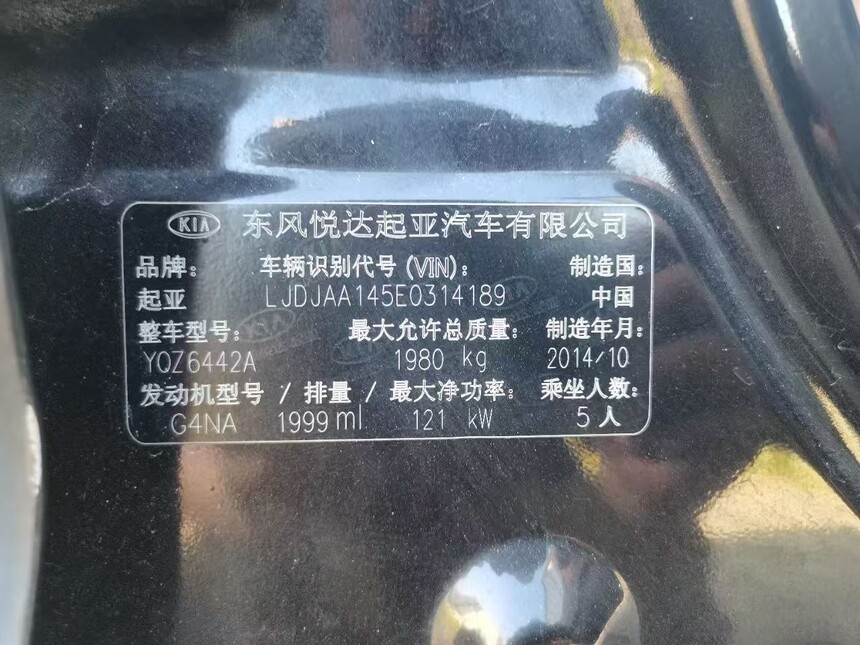 KIA 东风悦达起亚汽车有限公司
品牌： 车辆识别代号(VIN)： 制造国：
起亚 LJDJAA145E0314189 中国
整车型号： 最大允许总质量： 制造年月：
YQZ6442A 1980 kg 2014/10
发动机型号 / 排量 / 最大净功率： 乘坐人数：
G4NA 1999 ml 121 kW 5 人